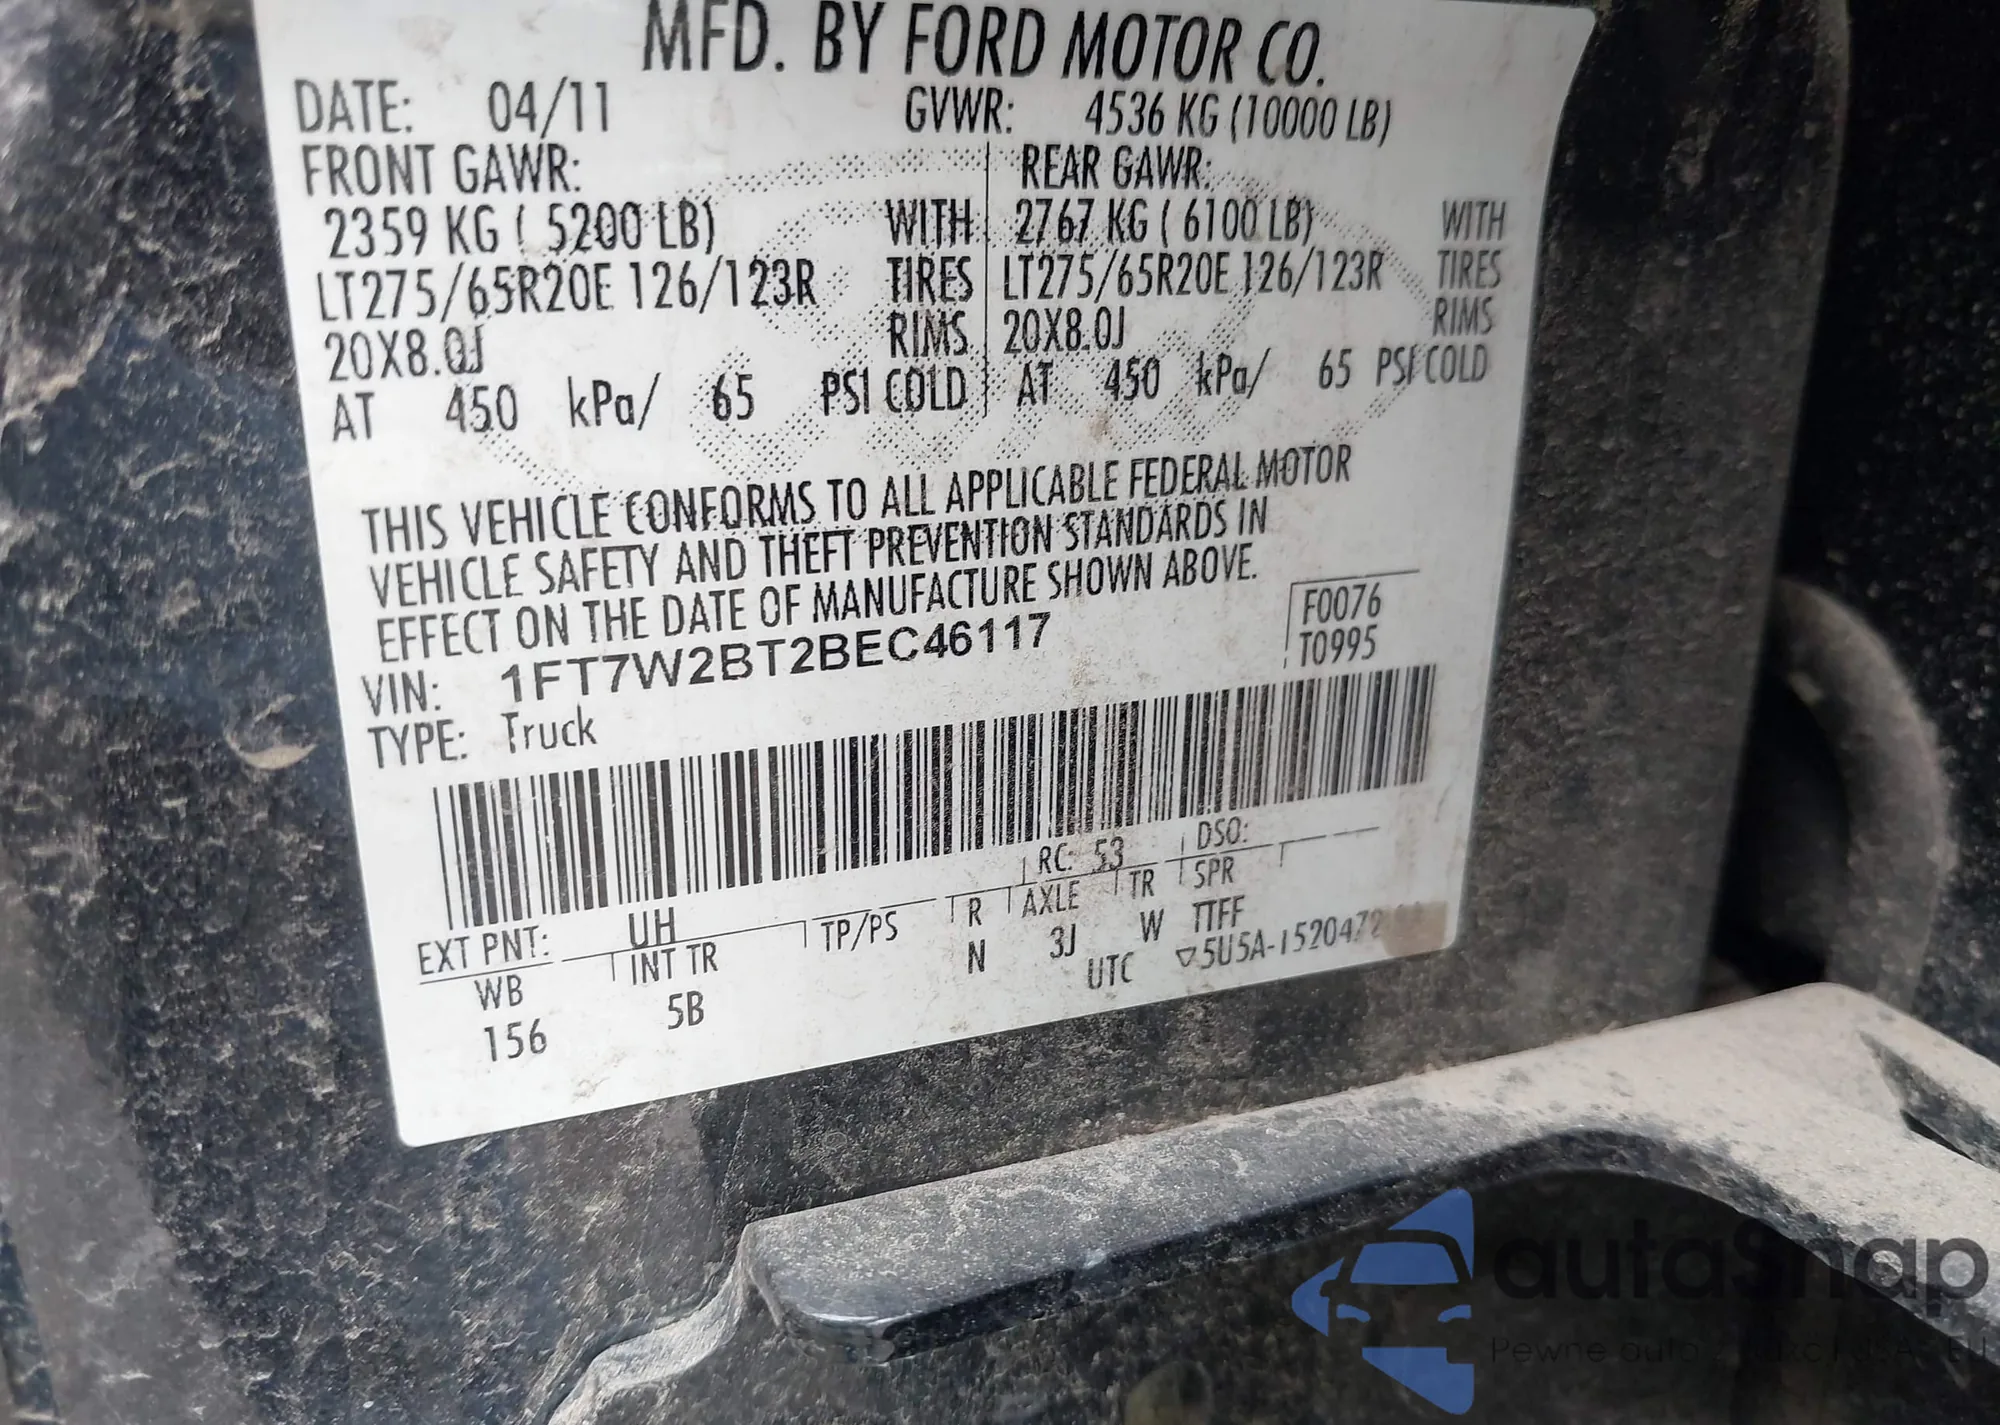 MFD. BY FORD MOTOR CO.
DATE: 04/11 GVWR: 4536 KG (10000 LB)
FRONT GAWR: REAR GAWR:
2359 KG ( 5200 LB) WITH 2767 KG ( 6100 LB) WITH
LT275/65R20E 126/123R TIRES LT275/65R20E 126/123R TIRES
20X8.0J RIMS 20X8.0J RIMS
AT 450 kPa/ 65 PSI COLD AT 450 kPa/ 65 PSI COLD
THIS VEHICLE CONFORMS TO ALL APPLICABLE FEDERAL MOTOR
VEHICLE SAFETY AND THEFT PREVENTION STANDARDS IN
EFFECT ON THE DATE OF MANUFACTURE SHOWN ABOVE.
F0076
VIN: 1FT7W2BT2BEC46117
T0995
TYPE: Truck
EXT PNT: UH RC: 53 DSO:
WB INT TR TP/PS R AXLE TR SPR
156 5B N 3J W TTFF
UTC ▽5U5A-1520472
autaSnap
Pewne auto z